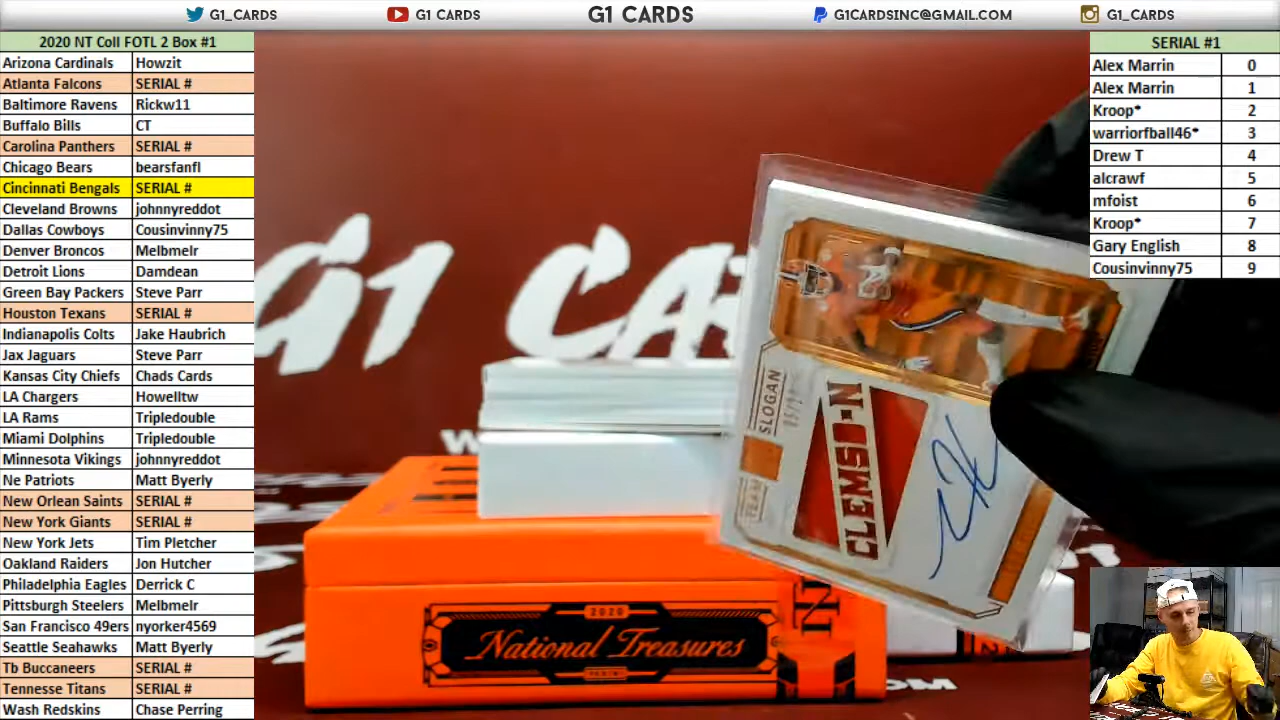 G1_CARDS G1 CARDS G1 CARDS G1CARDSINC@GMAIL.COM G1_CARDS
2020 NT Coll FOTL 2 Box #1
Arizona Cardinals Howzit
Atlanta Falcons SERIAL #
Baltimore Ravens Rickw11
Buffalo Bills CT
Carolina Panthers SERIAL #
Chicago Bears bearsfanfl
Cincinnati Bengals SERIAL #
Cleveland Browns johnnyreddot
Dallas Cowboys Cousinvinny75
Denver Broncos Melbmelr
Detroit Lions Damdean
Green Bay Packers Steve Parr
Houston Texans SERIAL #
Indianapolis Colts Jake Haubrich
Jax Jaguars Steve Parr
Kansas City Chiefs Chads Cards
LA Chargers Howelltw
LA Rams Tripledouble
Miami Dolphins Tripledouble
Minnesota Vikings johnnyreddot
Ne Patriots Matt Byerly
New Orlean Saints SERIAL #
New York Giants SERIAL #
New York Jets Tim Pletcher
Oakland Raiders Jon Hutcher
Philadelphia Eagles Derrick C
Pittsburgh Steelers Melbmelr
San Francisco 49ers nyorker4569
Seattle Seahawks Matt Byerly
Tb Buccaneers SERIAL #
Tennesse Titans SERIAL #
Wash Redskins Chase Perring
SERIAL #1
Alex Marrin 0
Alex Marrin 1
Kroop* 2
warriorfball46* 3
Drew T 4
alcrawf 5
mfoist 6
Kroop* 7
Gary English 8
Cousinvinny75 9
G1 CA
TEAM SLOGAN
CLEMSON
2020
National Treasures
PANINI